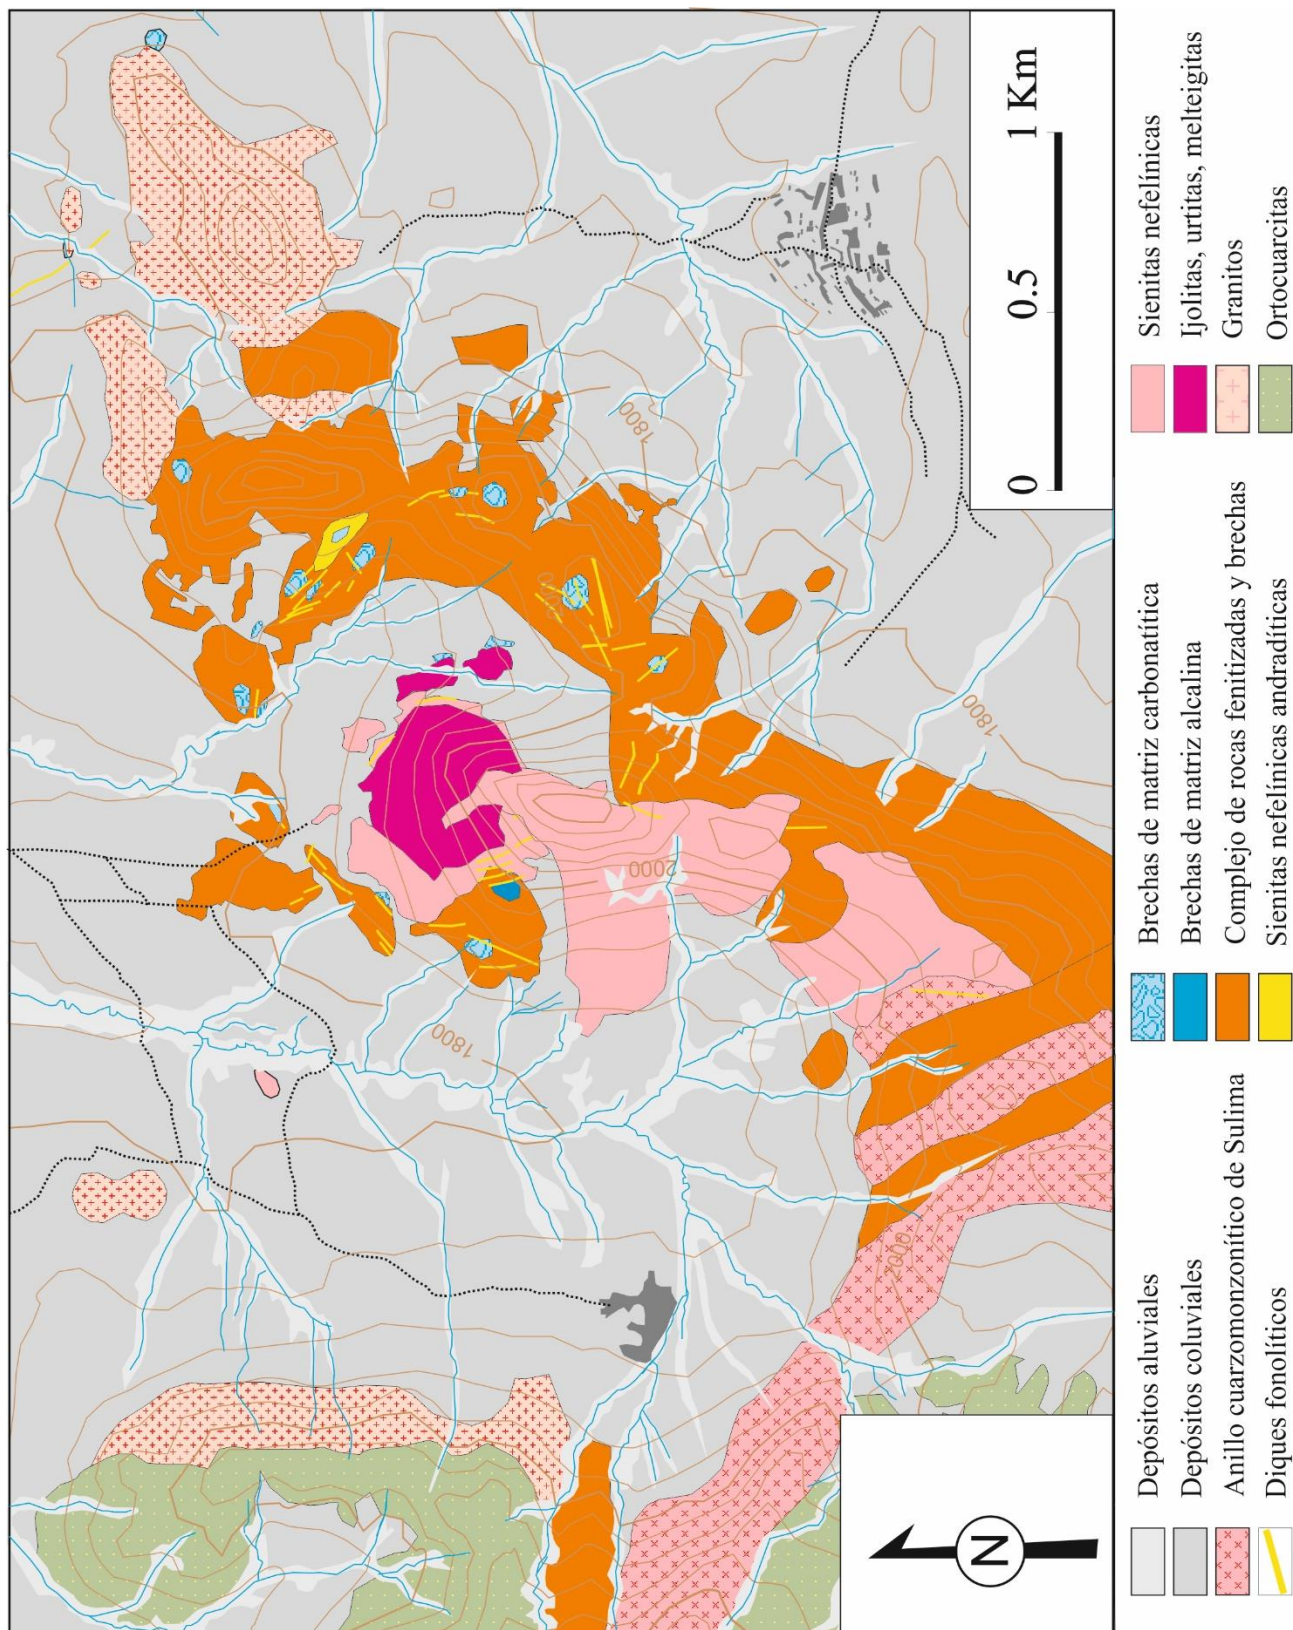 1800
1800
1800
2000
2000
2000
0
0.5
1 Km
N
Depósitos aluviales
Depósitos coluviales
Anillo cuarzomonzonítico de Sulima
Diques fonolíticos
Brechas de matriz carbonatítica
Brechas de matriz alcalina
Complejo de rocas fenitizadas y brechas
Sienitas nefelínicas andradíticas
Sienitas nefelínicas
Ijolitas, urtitas, melteigitas
Granitos
Ortocuarcitas